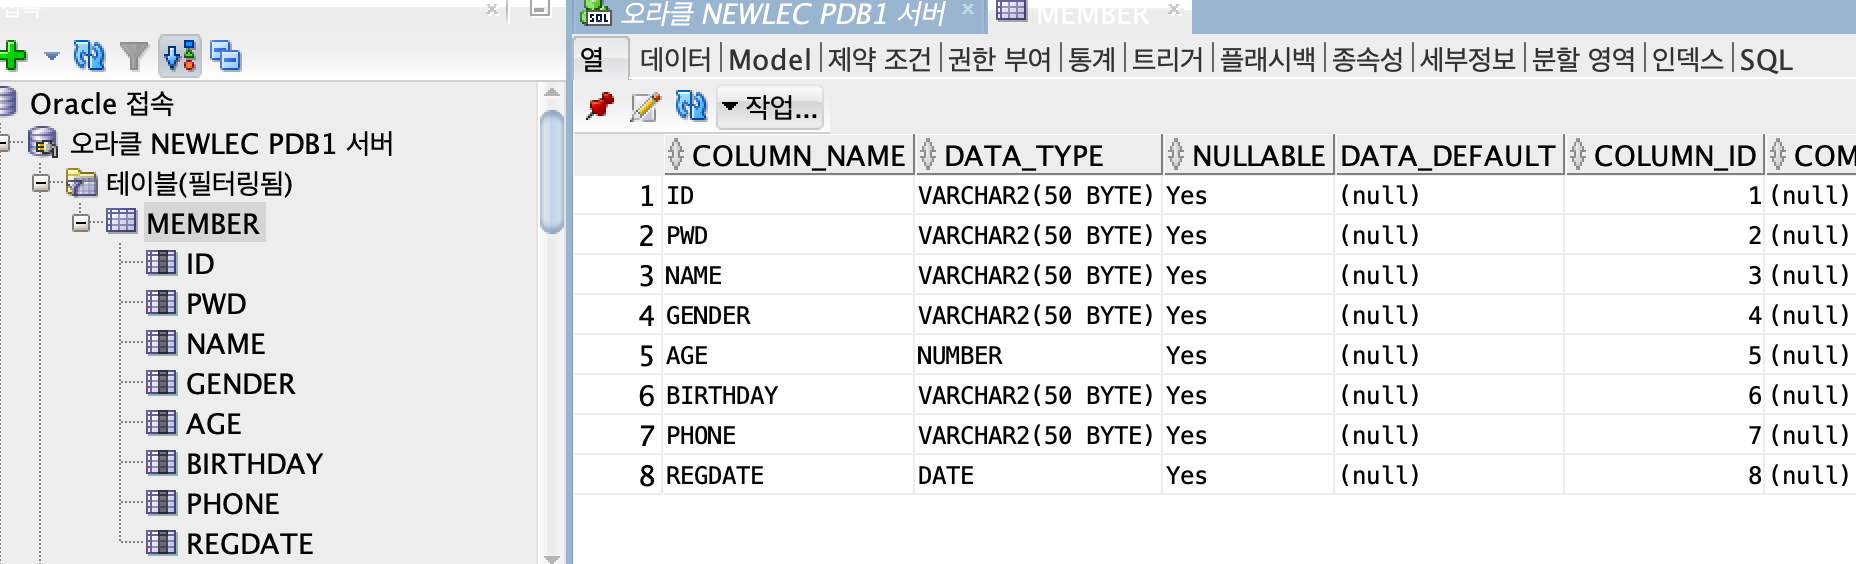 접속
Oracle 접속
오라클 NEWLEC PDB1 서버
테이블(필터링됨)
MEMBER
ID
PWD
NAME
GENDER
AGE
BIRTHDAY
PHONE
REGDATE
SQL 오라클 NEWLEC PDB1 서버 MEMBER
열 데이터 Model 제약 조건 권한 부여 통계 트리거 플래시백 종속성 세부정보 분할 영역 인덱스 SQL
작업...
COLUMN_NAME DATA_TYPE NULLABLE DATA_DEFAULT COLUMN_ID COM
1 ID VARCHAR2(50 BYTE) Yes (null) 1 (null)
2 PWD VARCHAR2(50 BYTE) Yes (null) 2 (null)
3 NAME VARCHAR2(50 BYTE) Yes (null) 3 (null)
4 GENDER VARCHAR2(50 BYTE) Yes (null) 4 (null)
5 AGE NUMBER Yes (null) 5 (null)
6 BIRTHDAY VARCHAR2(50 BYTE) Yes (null) 6 (null)
7 PHONE VARCHAR2(50 BYTE) Yes (null) 7 (null)
8 REGDATE DATE Yes (null) 8 (null)